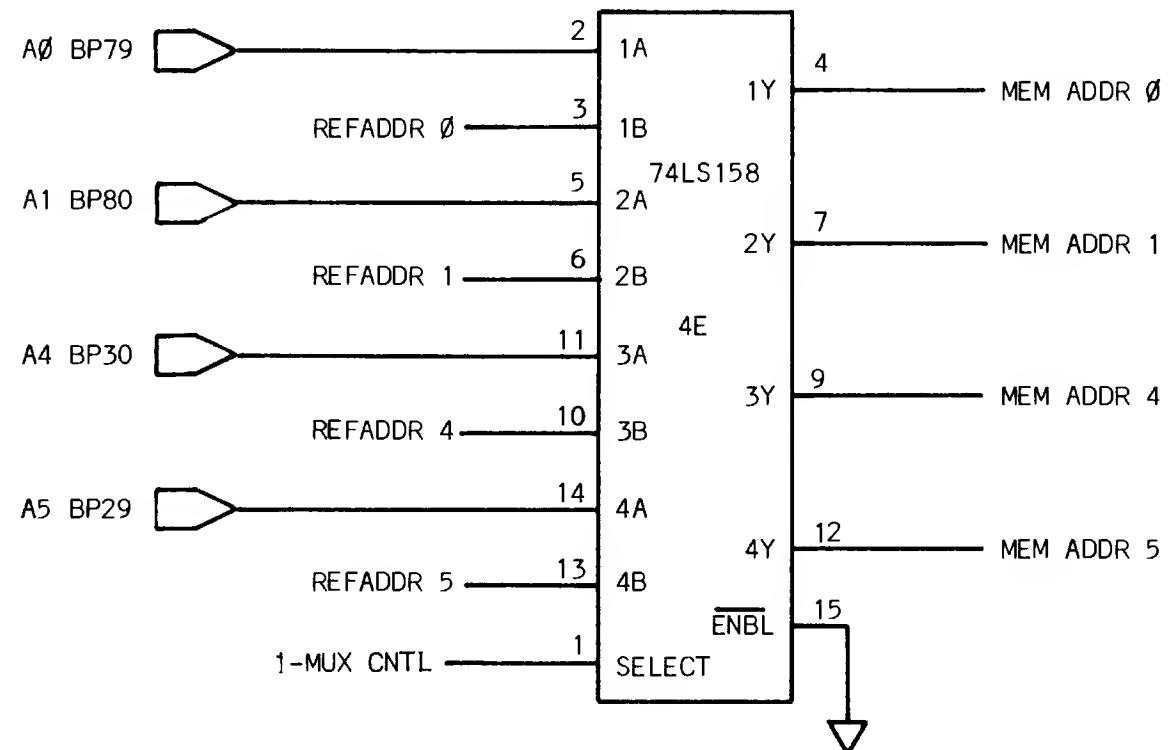 AØ BP79
2
1A
1Y
4
MEM ADDR Ø
REFADDR Ø
3
1B
74LS158
A1 BP80
5
2A
2Y
7
MEM ADDR 1
REFADDR 1
6
2B
4E
A4 BP30
11
3A
3Y
9
MEM ADDR 4
REFADDR 4
10
3B
A5 BP29
14
4A
4Y
12
MEM ADDR 5
REFADDR 5
13
4B
ENBL
15
1-MUX CNTL
1
SELECT